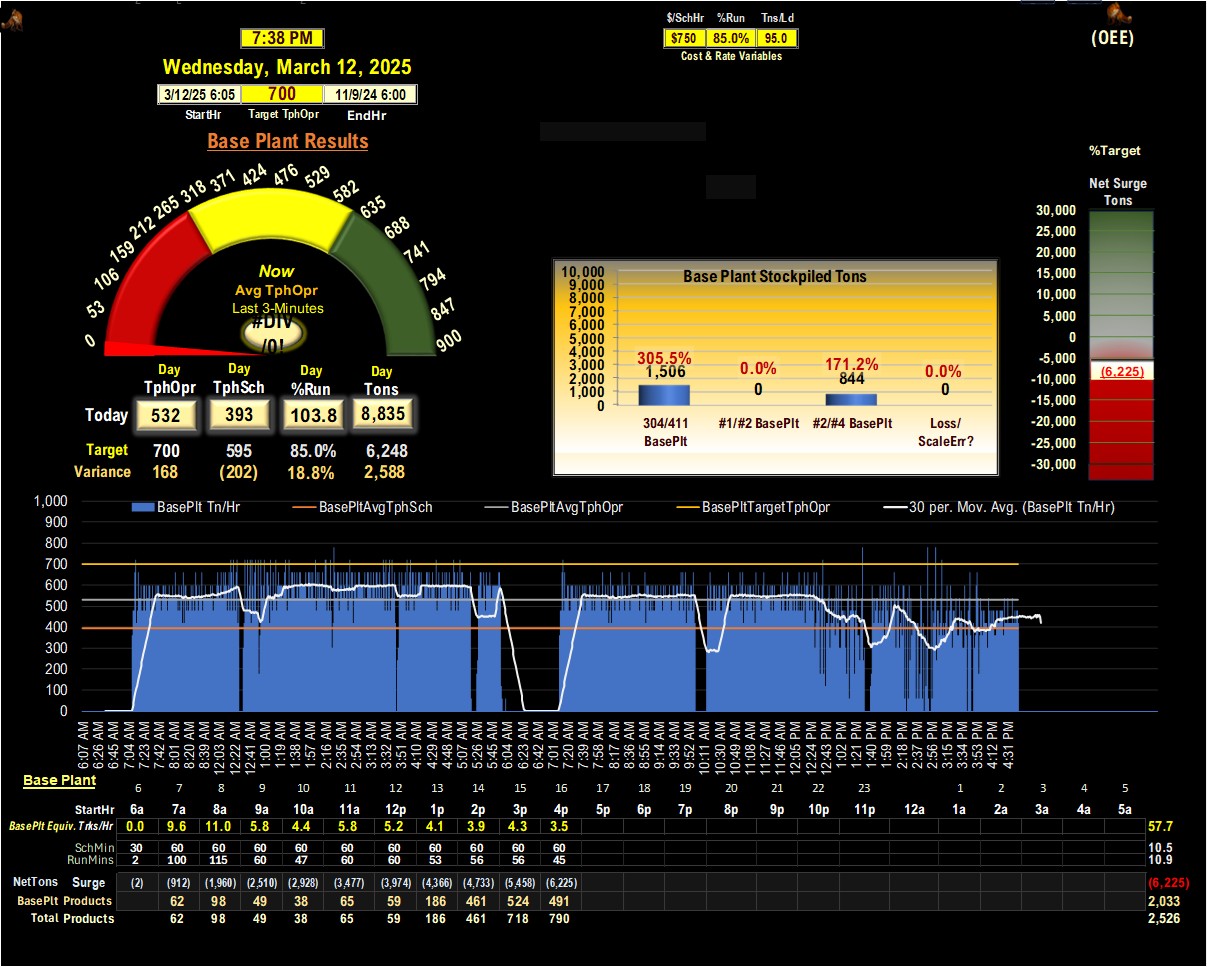 $/SchHr %Run Tns/Ld
7:38 PM
$750 85.0% 95.0
(OEE)
Cost & Rate Variables
Wednesday, March 12, 2025
3/12/25 6:05 700 11/9/24 6:00
StartHr Target TphOpr EndHr
Base Plant Results
%Target
Net Surge
Tons
0 53 106 159 212 265 318 371 424 476 529 582 635 688 741 794 847 900
Now
Avg TphOpr
Last 3-Minutes
#DIV
/0!
Day Day Day Day
TphOpr TphSch %Run Tons
Today 532 393 103.8 8,835
Target 700 595 85.0% 6,248
Variance 168 (202) 18.8% 2,588
Base Plant Stockpiled Tons
10,000
9,000
8,000
7,000
6,000
5,000
4,000
3,000
2,000
1,000
0
305.5% 0.0% 171.2% 0.0%
1,506 0 844 0
304/411 BasePlt
#1/#2 BasePlt
#2/#4 BasePlt
Loss/ ScaleErr?
30,000
25,000
20,000
15,000
10,000
5,000
0
-5,000
(6,225)
-10,000
-15,000
-20,000
-25,000
-30,000
BasePlt Tn/Hr BasePltAvgTphSch BasePltAvgTphOpr BasePltTargetTphOpr 30 per. Mov. Avg. (BasePlt Tn/Hr)
1,000
900
800
700
600
500
400
300
200
100
0
6:07 AM 6:26 AM 6:45 AM 7:04 AM 7:23 AM 7:42 AM 8:01 AM 8:20 AM 8:39 AM 12:03 AM 12:22 AM 12:41 AM 1:00 AM 1:19 AM 1:38 AM 1:57 AM 2:16 AM 2:35 AM 2:54 AM 3:13 AM 3:32 AM 3:51 AM 4:10 AM 4:29 AM 4:48 AM 5:07 AM 5:26 AM 5:45 AM 6:04 AM 6:23 AM 6:42 AM 7:01 AM 7:20 AM 7:39 AM 7:58 AM 8:17 AM 8:36 AM 8:55 AM 9:14 AM 9:33 AM 9:52 AM 10:11 AM 10:30 AM 10:49 AM 11:08 AM 11:27 AM 11:46 AM 12:05 PM 12:24 PM 12:43 PM 1:02 PM 1:21 PM 1:40 PM 1:59 PM 2:18 PM 2:37 PM 2:56 PM 3:15 PM 3:34 PM 3:53 PM 4:12 PM 4:31 PM
Base Plant
6 7 8 9 10 11 12 13 14 15 16 17 18 19 20 21 22 23 1 2 3 4 5
StartHr 6a 7a 8a 9a 10a 11a 12p 1p 2p 3p 4p 5p 6p 7p 8p 9p 10p 11p 12a 1a 2a 3a 4a 5a
BasePlt Equiv. Trks/Hr 0.0 9.6 11.0 5.8 4.4 5.8 5.2 4.1 3.9 4.3 3.5 57.7
SchMin 30 60 60 60 60 60 60 60 60 60 60 10.5
RunMins 2 100 115 60 47 60 60 53 56 56 45 10.9
NetTons Surge (2) (912) (1,960) (2,510) (2,928) (3,477) (3,974) (4,366) (4,733) (5,458) (6,225) (6,225)
BasePlt Products 62 98 49 38 65 59 186 461 524 491 2,033
Total Products 62 98 49 38 65 59 186 461 718 790 2,526